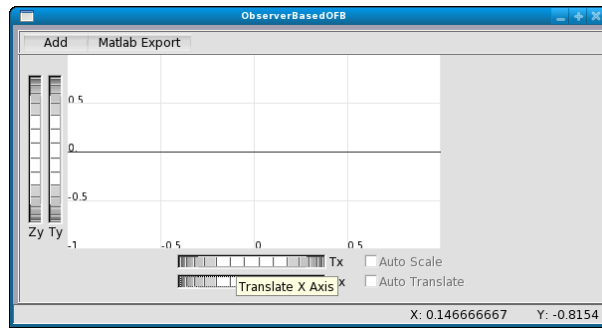 ObserverBasedOFB
Add Matlab Export
0.5
0.
-0.5
Zy Ty
-1 -0.5 0 0.5
Tx Auto Scale
Translate X Axis x Auto Translate
X: 0.146666667 Y: -0.8154